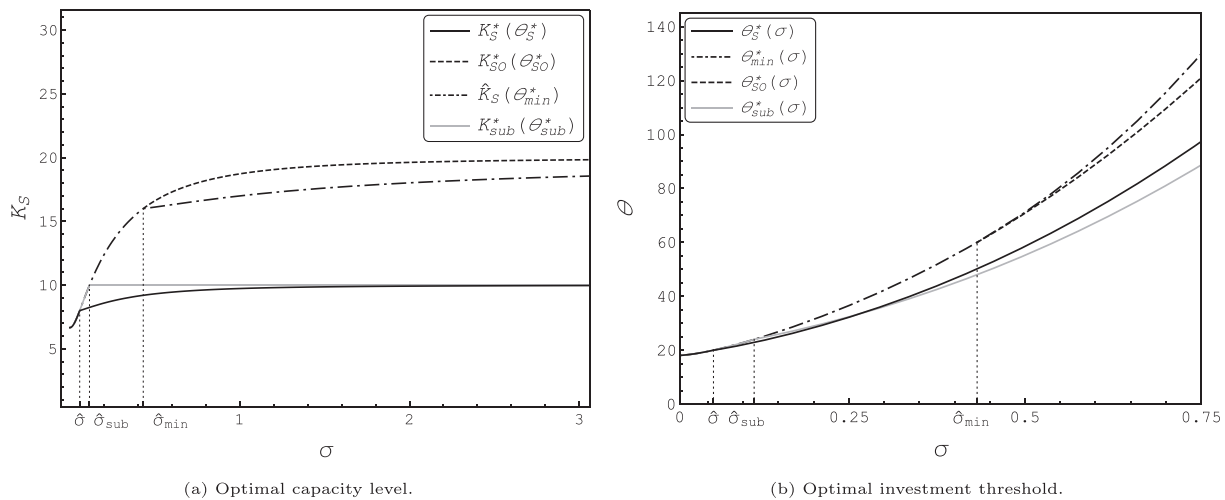 30
25
20
15
10
5
K_S
K*_S(Θ*_S)
K*_SO(Θ*_SO)
K̂_S(Θ*_min)
K*_sub(Θ*_sub)
σ̂ σ̂_sub σ̂_min 1 2 3
σ
(a) Optimal capacity level.
140
120
100
80
60
40
20
0
Θ
Θ*_S(σ)
Θ*_min(σ)
Θ*_SO(σ)
Θ*_sub(σ)
0 σ̂ σ̂_sub 0.25 σ̂_min 0.5 0.75
σ
(b) Optimal investment threshold.